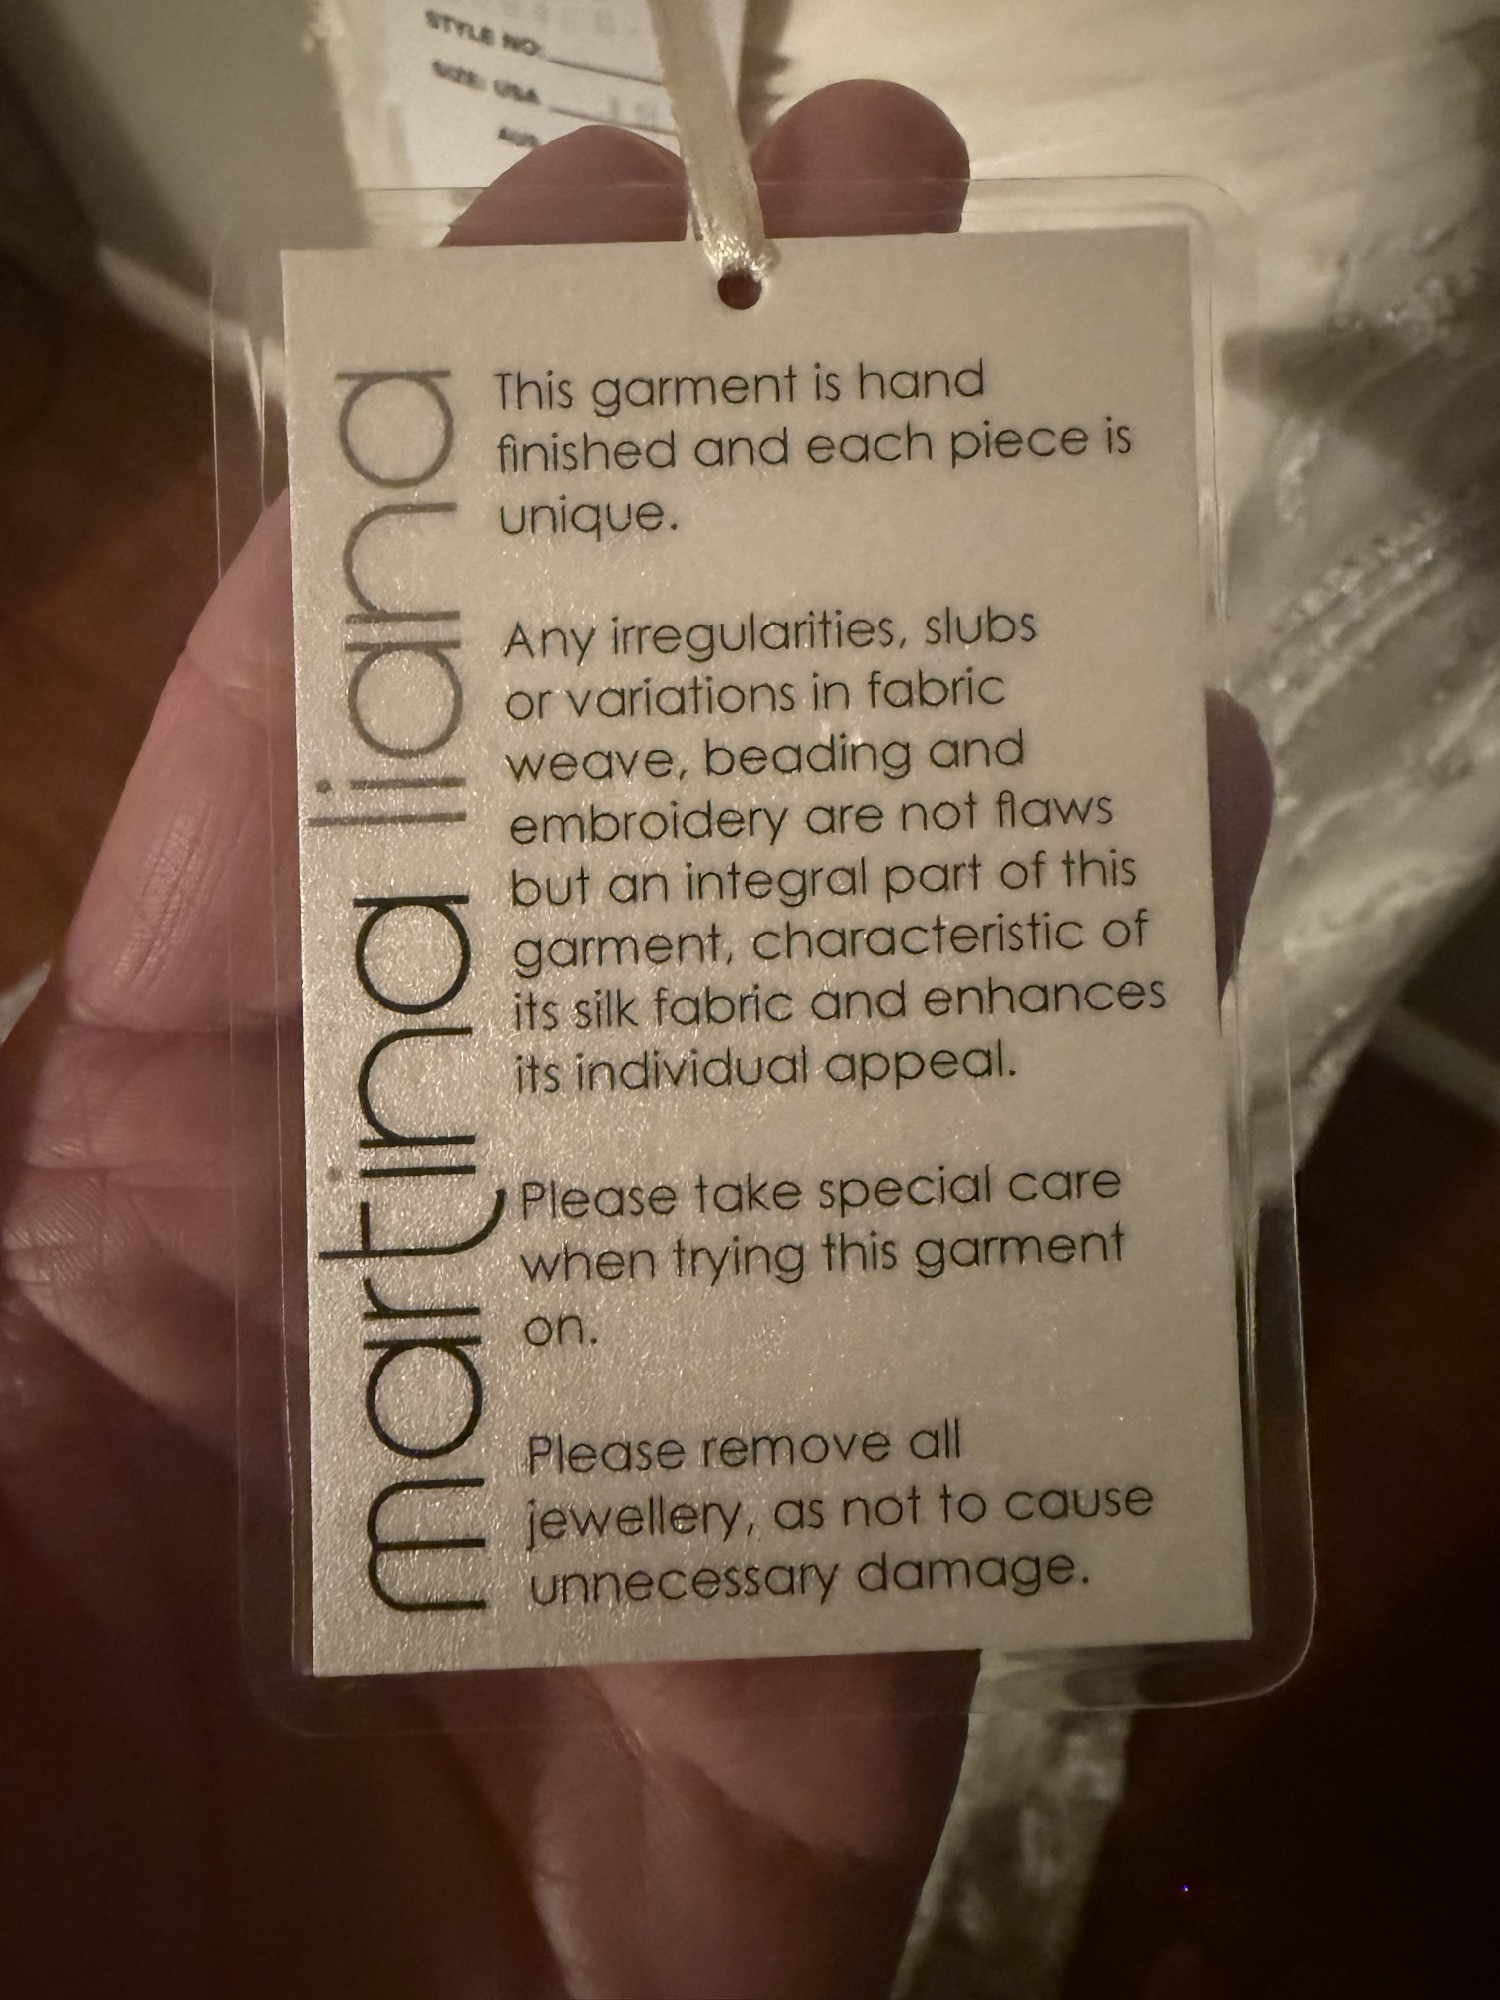 STYLE NO:
SIZE: USA
AUS
martina liana
This garment is hand
finished and each piece is
unique.
Any irregularities, slubs
or variations in fabric
weave, beading and
embroidery are not flaws
but an integral part of this
garment, characteristic of
its silk fabric and enhances
its individual appeal.
Please take special care
when trying this garment
on.
Please remove all
jewellery, as not to cause
unnecessary damage.